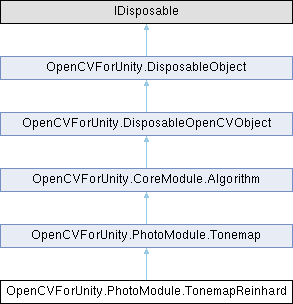 IDisposable
OpenCVForUnity.DisposableObject
OpenCVForUnity.DisposableOpenCVObject
OpenCVForUnity.CoreModule.Algorithm
OpenCVForUnity.PhotoModule.Tonemap
OpenCVForUnity.PhotoModule.TonemapReinhard